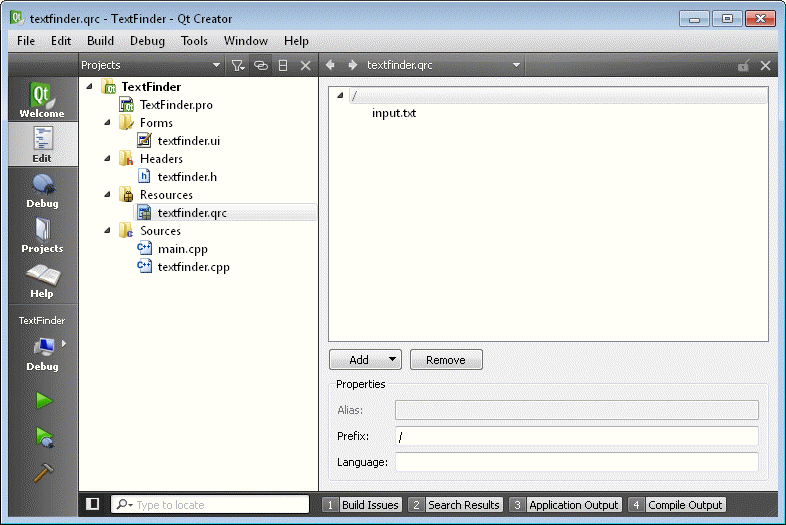 textfinder.qrc - TextFinder - Qt Creator
File Edit Build Debug Tools Window Help
Projects textfinder.qrc
Qt
Welcome
Edit
Debug
Projects
Help
TextFinder
Debug
TextFinder
TextFinder.pro
Forms
textfinder.ui
Headers
h textfinder.h
Resources
textfinder.qrc
Sources
C++ main.cpp
C++ textfinder.cpp
/
input.txt
Add Remove
Properties
Alias:
Prefix: /
Language:
Type to locate 1 Build Issues 2 Search Results 3 Application Output 4 Compile Output